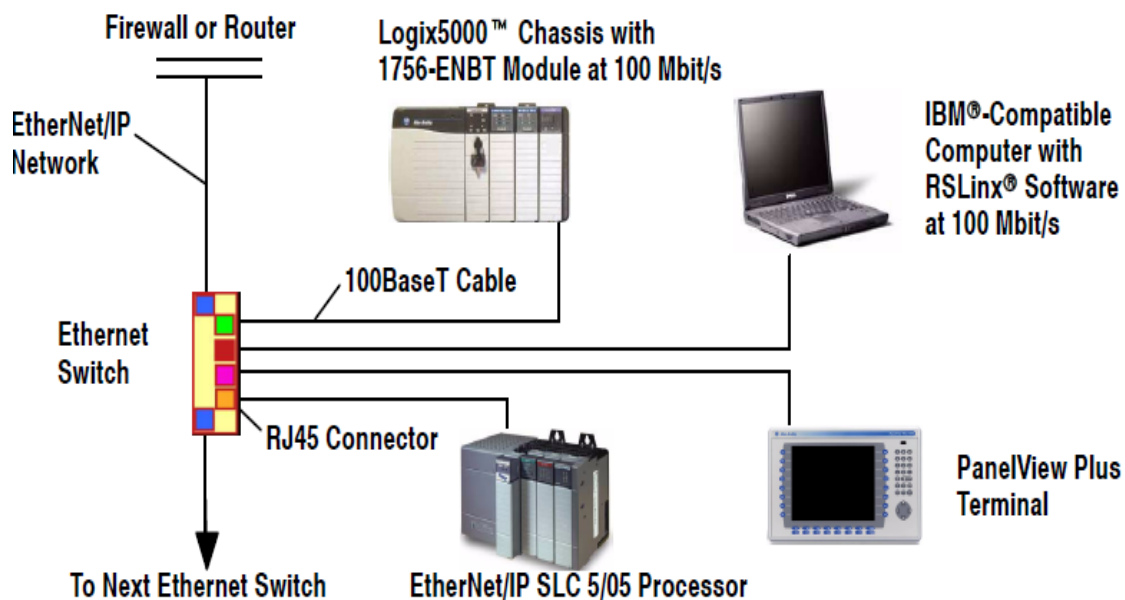 Firewall or Router
Logix5000™ Chassis with
1756-ENBT Module at 100 Mbit/s
EtherNet/IP
Network
IBM®-Compatible
Computer with
RSLinx® Software
at 100 Mbit/s
100BaseT Cable
Ethernet
Switch
RJ45 Connector
PanelView Plus
Terminal
To Next Ethernet Switch
EtherNet/IP SLC 5/05 Processor